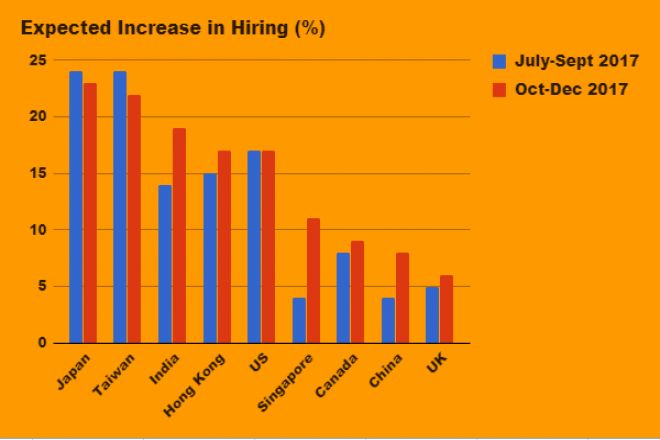 Expected Increase in Hiring (%)
July-Sept 2017
Oct-Dec 2017
25
20
15
10
5
0
Japan
Taiwan
India
Hong Kong
US
Singapore
Canada
China
UK